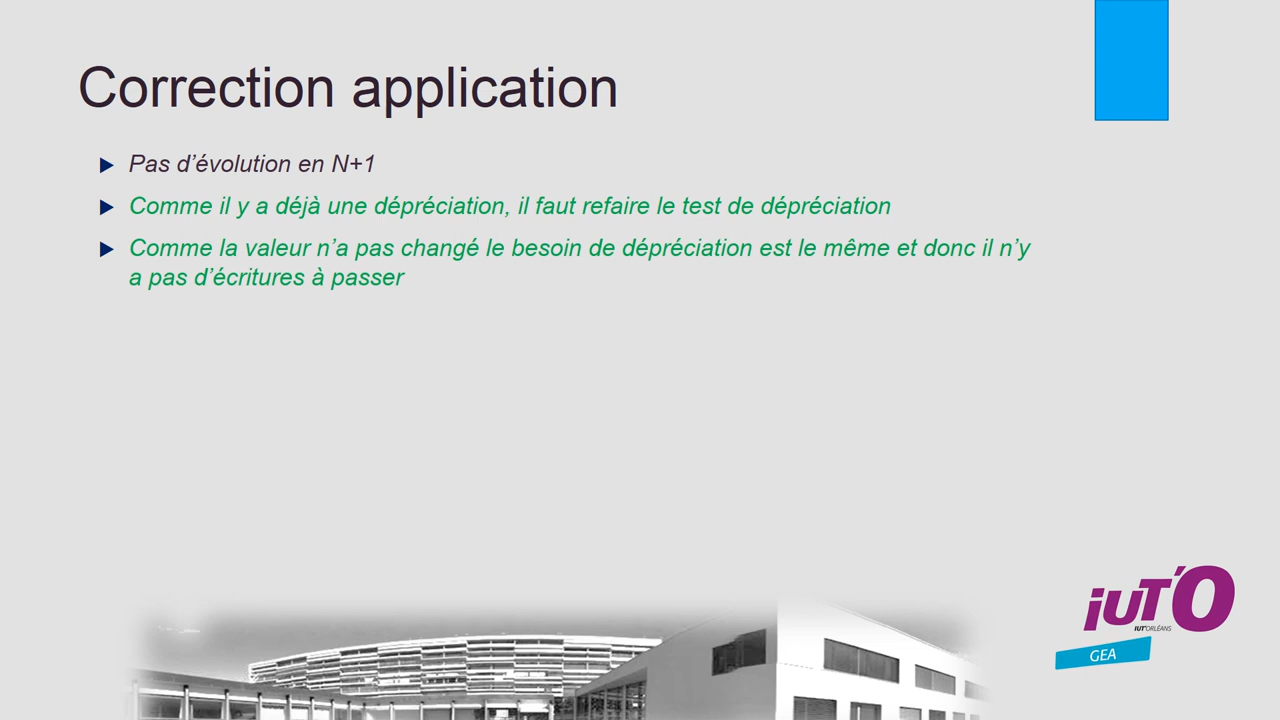 Correction application
Pas d’évolution en N+1
Comme il y a déjà une dépréciation, il faut refaire le test de dépréciation
Comme la valeur n’a pas changé le besoin de dépréciation est le même et donc il n’y
a pas d’écritures à passer
iUT'O
IUT'ORLÉANS
GEA